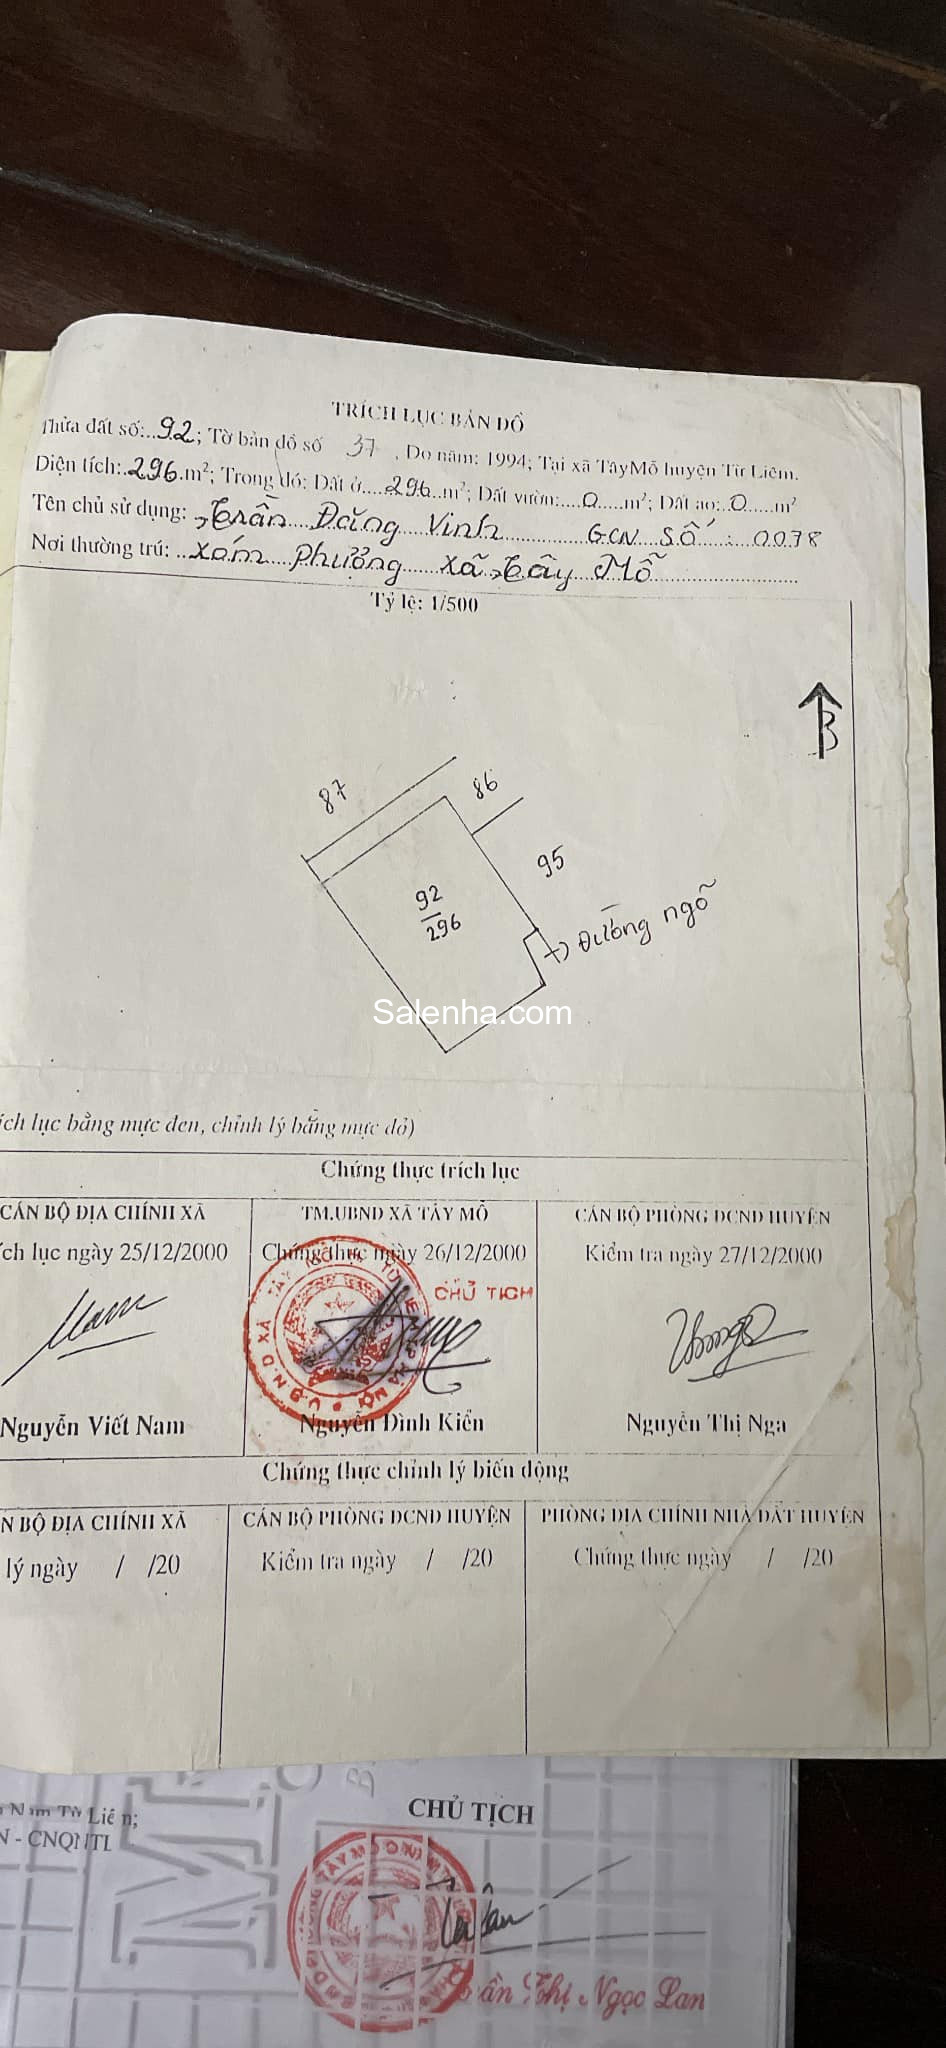 TRÍCH LỤC BẢN ĐỒ
Thửa đất số:..92; Tờ bản đồ số 37, Đo năm: 1994; Tại xã TâyMỗ huyện Từ Liêm.
Diện tích:.296.m²; Trong đó: Đất ở....296..m²; Đất vườn:...0....m²; Đất ao:..0.....m²
Tên chủ sử dụng: Trần Đăng Vinh GCN SỐ: 0078
Nơi thường trú: Xóm Phượng Xã Tây Mỗ
Tỷ lệ: 1/500
B
87
86
95
92
296
Đường ngõ
Salenha.com
ích lục bằng mực đen, chỉnh lý bằng mực đỏ)
Chứng thực trích lục
CÁN BỘ ĐỊA CHÍNH XÃ TM.UBND XÃ TÂY MỖ CÁN BỘ PHÒNG ĐCNĐ HUYỆN
ích lục ngày 25/12/2000 Chứng thực ngày 26/12/2000 Kiểm tra ngày 27/12/2000
CHỦ TỊCH
Nguyễn Viết Nam Nguyễn Đình Kiển Nguyễn Thị Nga
Chứng thực chỉnh lý biến động
N BỘ ĐỊA CHÍNH XÃ CÁN BỘ PHÒNG ĐCNĐ HUYỆN PHÒNG ĐỊA CHÍNH NHÀ ĐẤT HUYỆN
lý ngày / /20 Kiểm tra ngày / /20 Chứng thực ngày / /20
Nam Từ Liêm;
N - CNQNTL
CHỦ TỊCH
Trần Thị Ngọc Lan